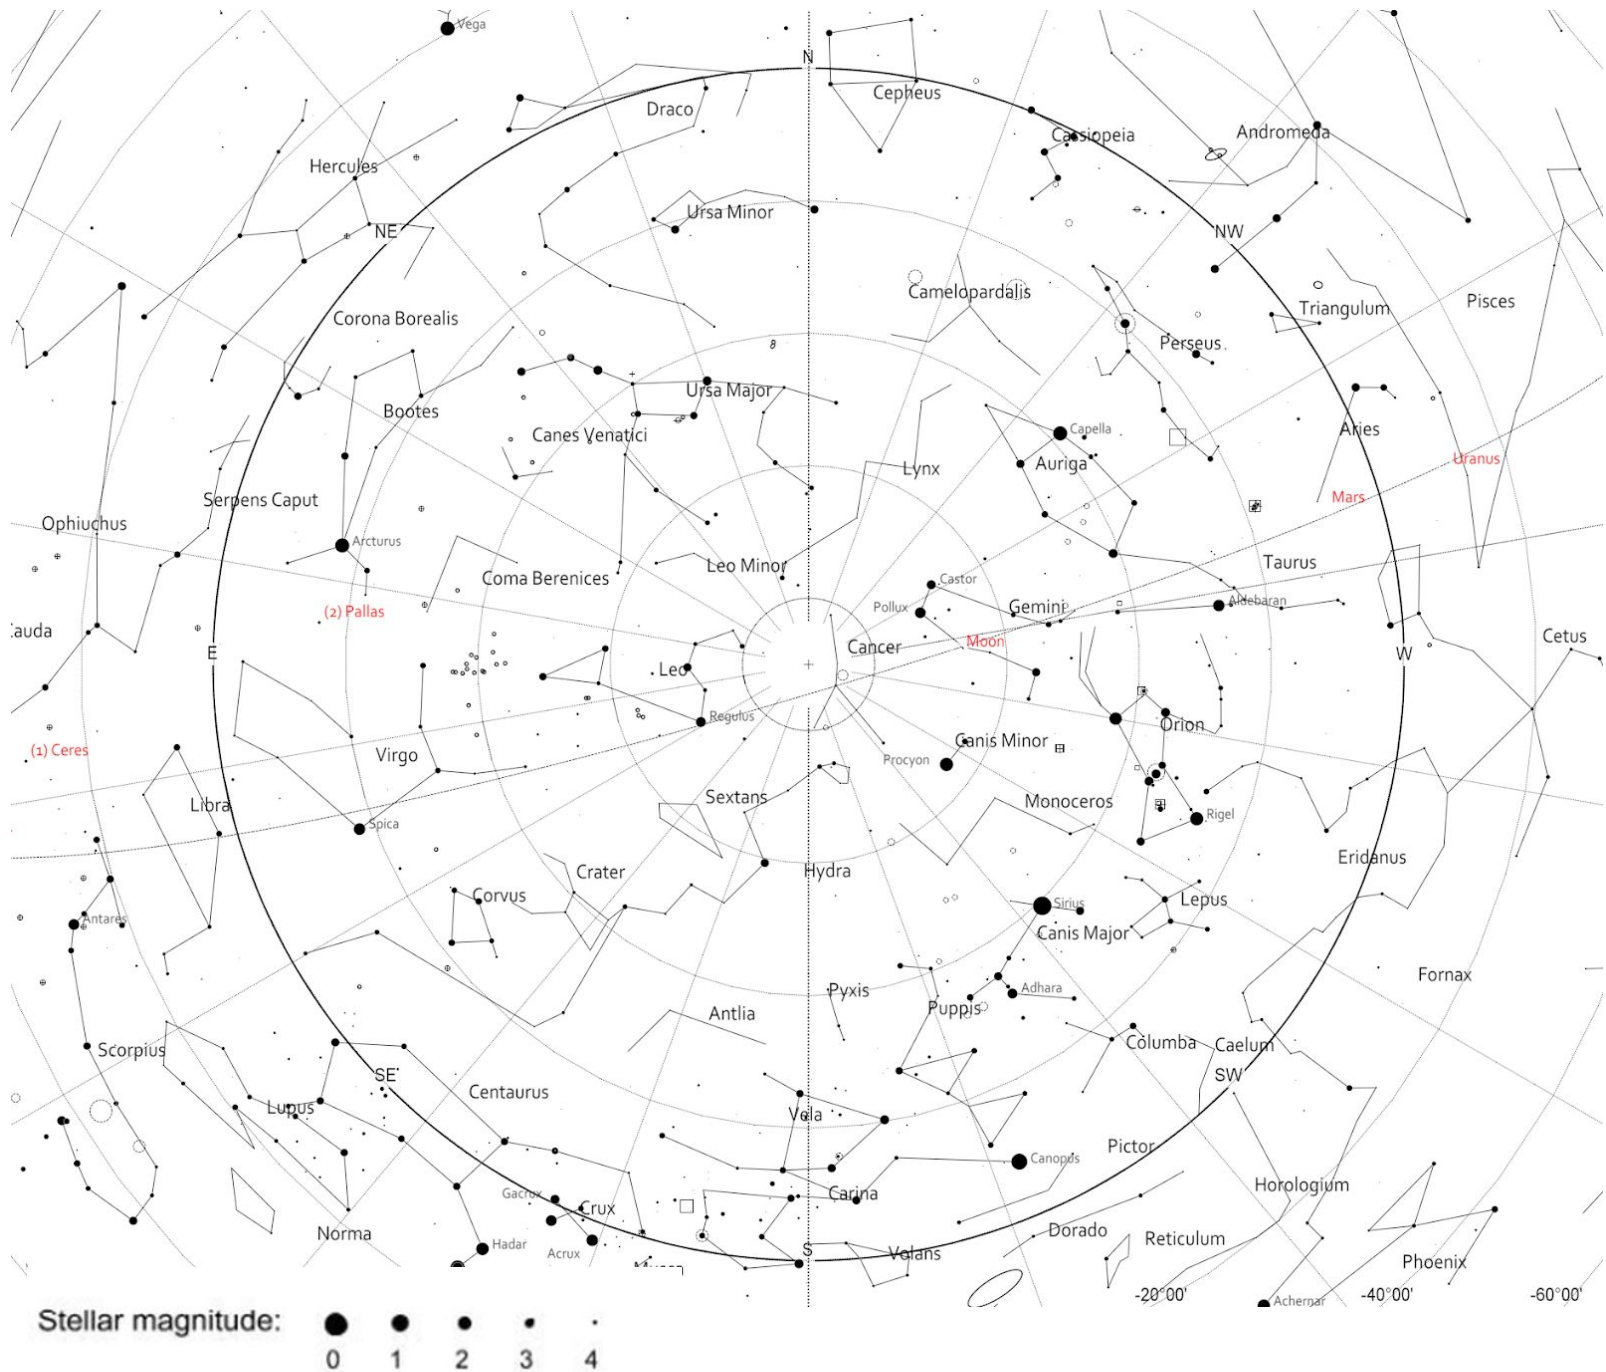 Vega
N
Cepheus
Draco
Cassiopeia
Andromeda
Hercules
Ursa Minor
NE
NW
Camelopardalis
Pisces
Triangulum
Corona Borealis
Perseus
Ursa Major
Bootes
Capella
Aries
Canes Venatici
Uranus
Auriga
Lynx
Serpens Caput
Mars
Ophiuchus
Arcturus
Leo Minor
Taurus
Coma Berenices
Castor
Aldebaran
(2) Pallas
Pollux
Gemini
auda
Moon
Cetus
E
Cancer
W
Leo
Regulus
Orion
(1) Ceres
Canis Minor
Virgo
Procyon
Sextans
Monoceros
Libra
Rigel
Spica
Eridanus
Crater
Hydra
Corvus
Lepus
Sirius
Antares
Canis Major
Fornax
Adhara
Pyxis
Puppis
Antlia
Columba
Caelum
Scorpius
SE
SW
Centaurus
Lupus
Vela
Pictor
Canopus
Horologium
Gacrux
Carina
Crux
Norma
Dorado
Reticulum
Hadar
Acrux
S
Volans
Phoenix
-20°00'
-40°00'
-60°00'
Achernar
Stellar magnitude:
0 1 2 3 4